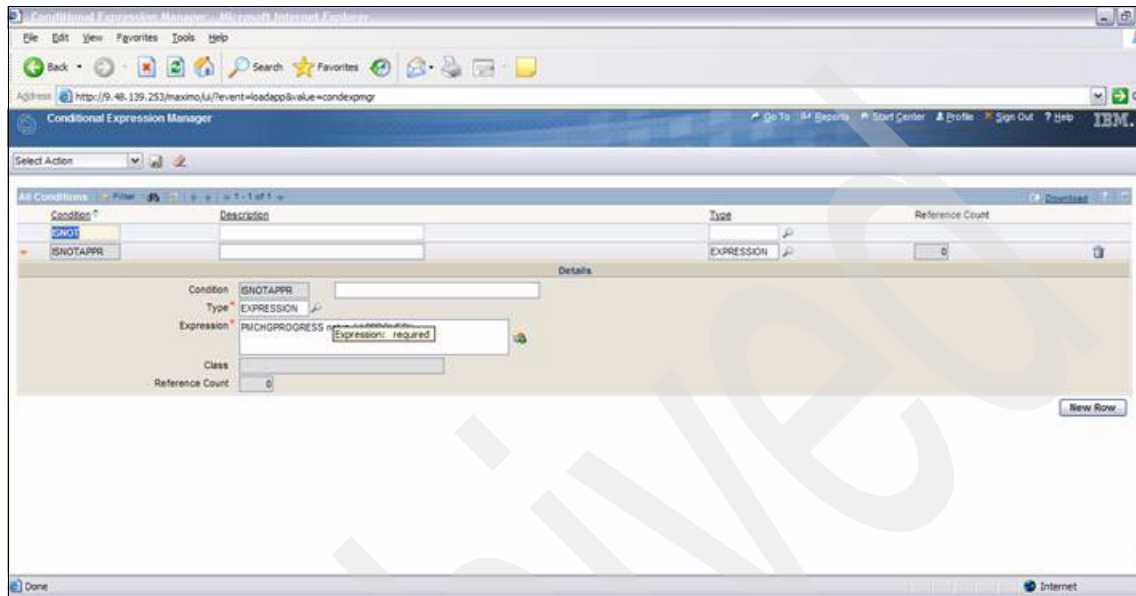 Conditional Expression Manager - Microsoft Internet Explorer
File Edit View Favorites Tools Help
Back Search Favorites
Address http://9.48.139.253/maximo/ui/?event=loadapp&value=condexpmgr
Conditional Expression Manager Go To Reports Start Center Profile Sign Out ? Help IBM.
Select Action
All Conditions Filter 1 - 1 of 1 Download ?
Condition Description Type Reference Count
ISNOT
ISNOTAPPR EXPRESSION 0
Details
Condition ISNOTAPPR
Type * EXPRESSION
Expression * PMCHGPROGRESS
Expression: required
Class
Reference Count 0
New Row
Done Internet